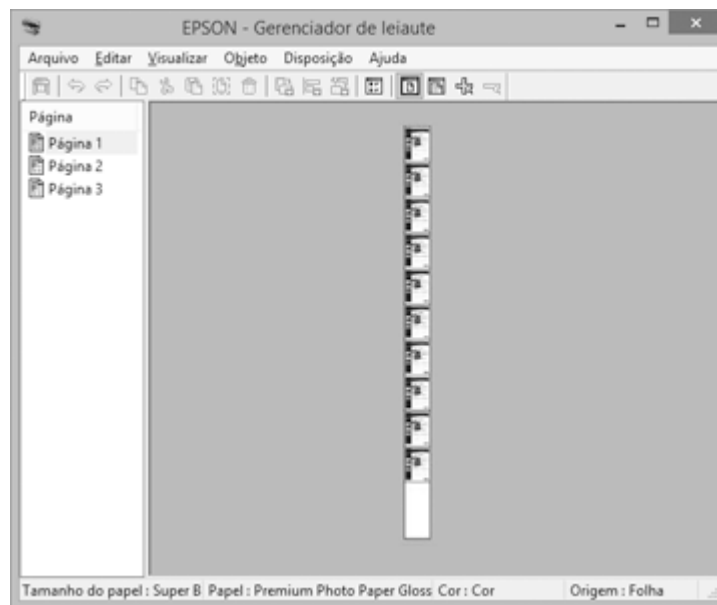 EPSON - Gerenciador de leiaute
Arquivo Editar Visualizar Objeto Disposição Ajuda
Página
Página 1
Página 2
Página 3
Tamanho do papel : Super B Papel : Premium Photo Paper Gloss Cor : Cor Origem : Folha